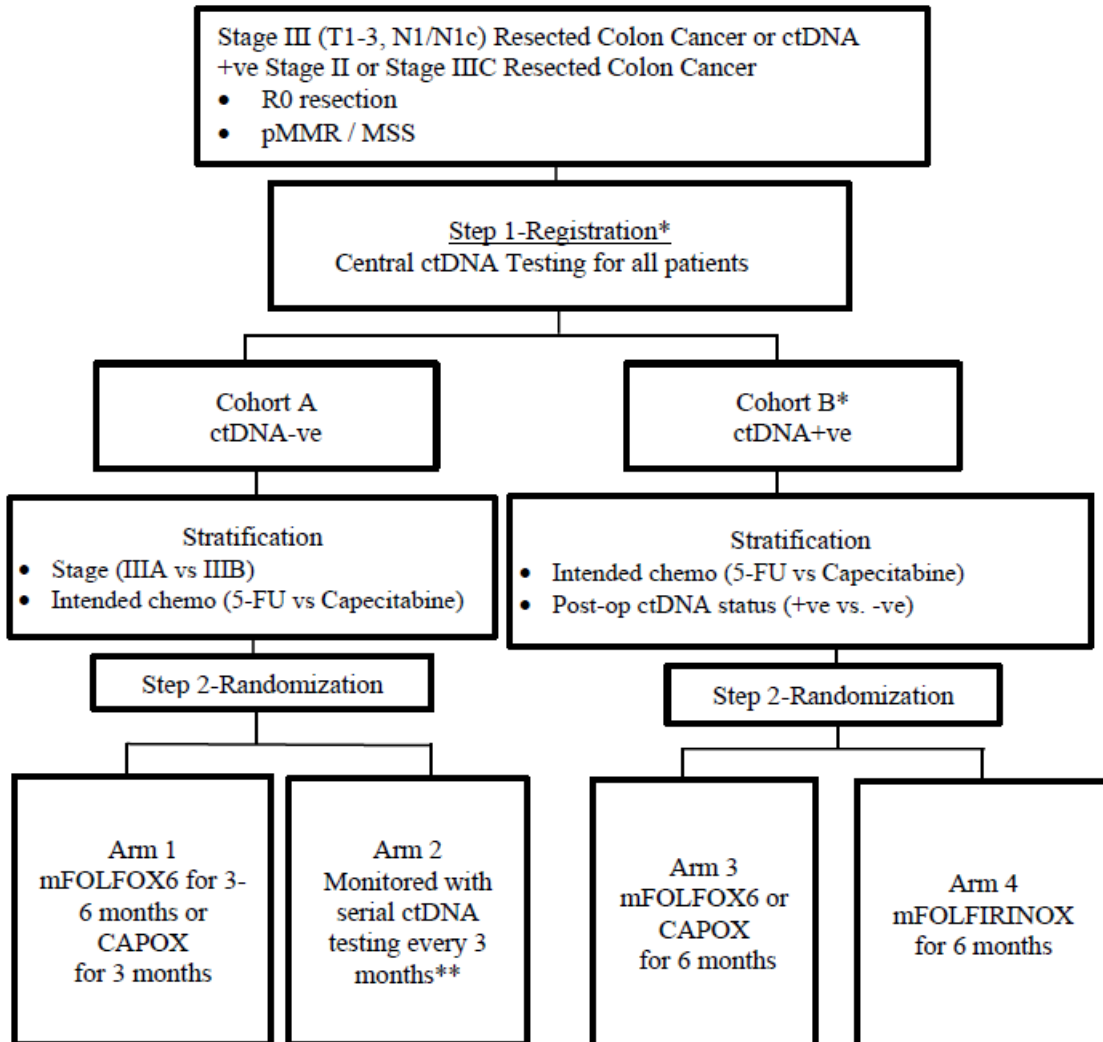 Stage III (T1-3, N1/N1c) Resected Colon Cancer or ctDNA
+ve Stage II or Stage IIIC Resected Colon Cancer
• R0 resection
• pMMR / MSS
Step 1-Registration*
Central ctDNA Testing for all patients
Cohort A
ctDNA-ve
Cohort B*
ctDNA+ve
Stratification
• Stage (IIIA vs IIIB)
• Intended chemo (5-FU vs Capecitabine)
Stratification
• Intended chemo (5-FU vs Capecitabine)
• Post-op ctDNA status (+ve vs. -ve)
Step 2-Randomization
Step 2-Randomization
Arm 1
mFOLFOX6 for 3-
6 months or
CAPOX
for 3 months
Arm 2
Monitored with
serial ctDNA
testing every 3
months**
Arm 3
mFOLFOX6 or
CAPOX
for 6 months
Arm 4
mFOLFIRINOX
for 6 months